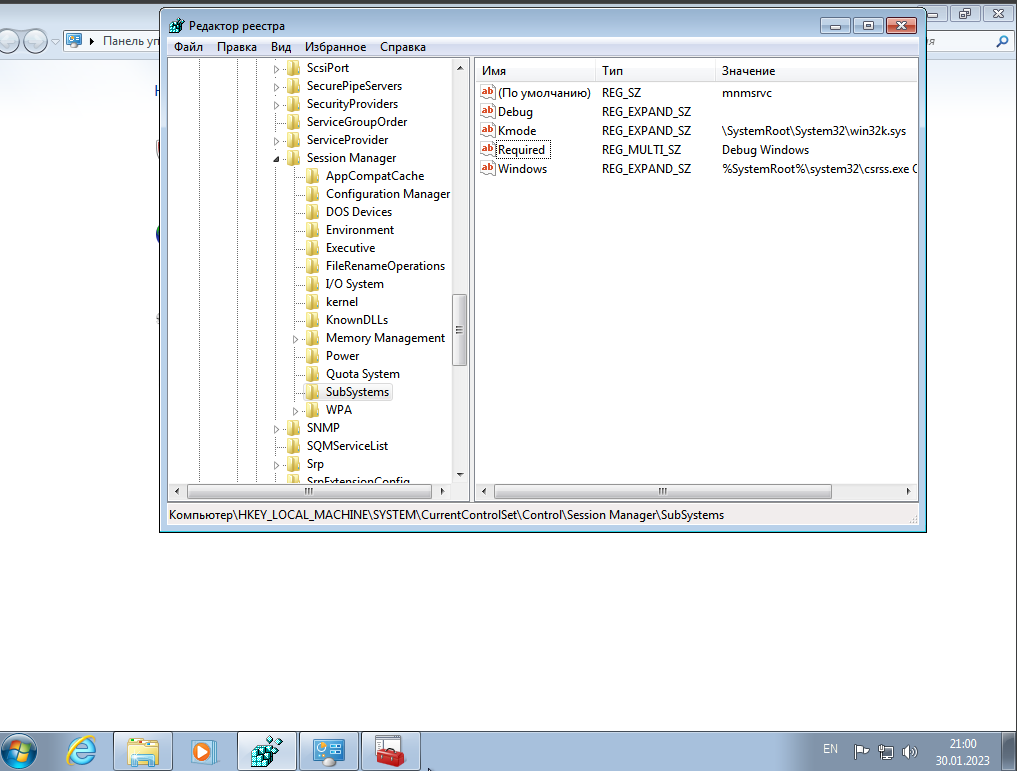 Редактор реестра
Панель уп
ия
Файл Правка Вид Избранное Справка
ScsiPort
SecurePipeServers
SecurityProviders
ServiceGroupOrder
ServiceProvider
Session Manager
AppCompatCache
Configuration Manager
DOS Devices
Environment
Executive
FileRenameOperations
I/O System
kernel
KnownDLLs
Memory Management
Power
Quota System
SubSystems
WPA
SNMP
SQMServiceList
Srp
SrpExtensionConfig
Имя Тип Значение
(По умолчанию) REG_SZ mnmsrvc
Debug REG_EXPAND_SZ
Kmode REG_EXPAND_SZ \SystemRoot\System32\win32k.sys
Required REG_MULTI_SZ Debug Windows
Windows REG_EXPAND_SZ %SystemRoot%\system32\csrss.exe
Компьютер\HKEY_LOCAL_MACHINE\SYSTEM\CurrentControlSet\Control\Session Manager\SubSystems
EN
21:00
30.01.2023